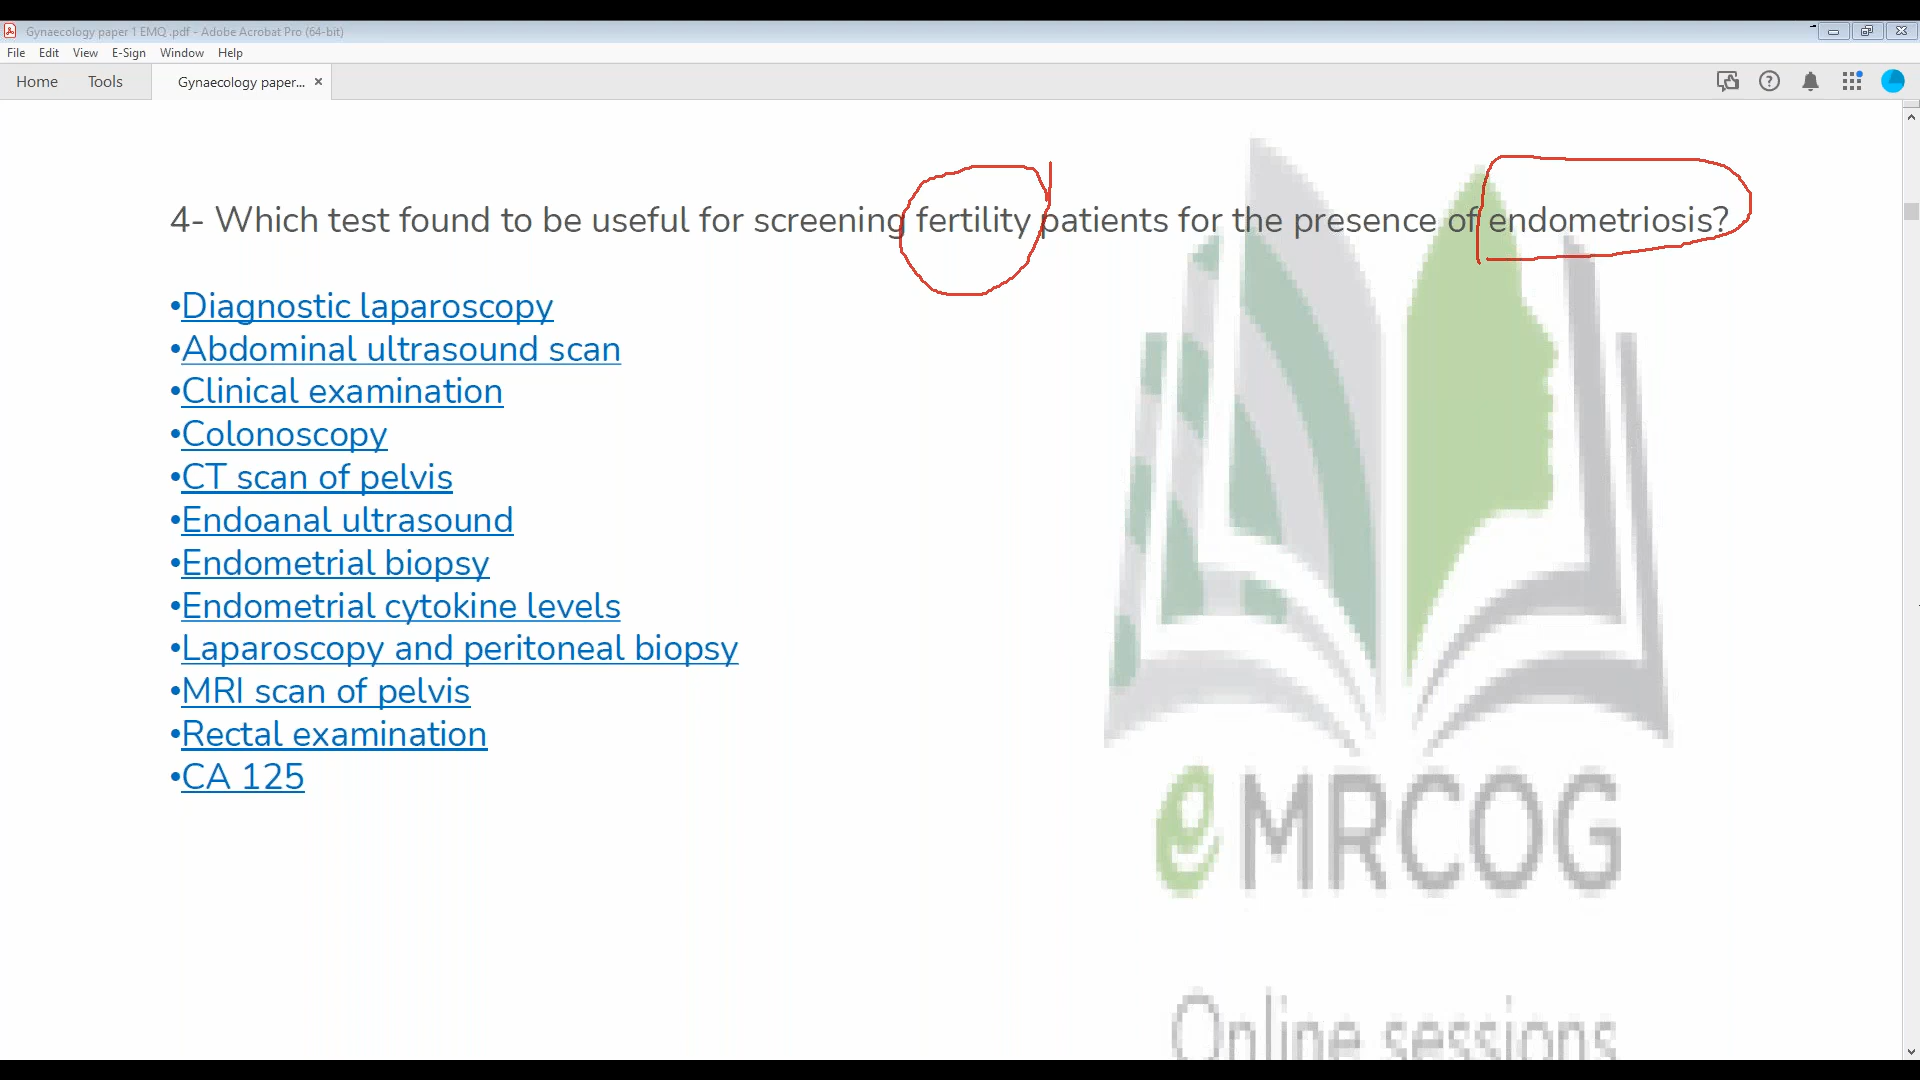 Gynaecology paper 1 EMQ .pdf - Adobe Acrobat Pro (64-bit)
File Edit View E-Sign Window Help
Home Tools Gynaecology paper... ×
4- Which test found to be useful for screening fertility patients for the presence of endometriosis?
•Diagnostic laparoscopy
•Abdominal ultrasound scan
•Clinical examination
•Colonoscopy
•CT scan of pelvis
•Endoanal ultrasound
•Endometrial biopsy
•Endometrial cytokine levels
•Laparoscopy and peritoneal biopsy
•MRI scan of pelvis
•Rectal examination
•CA 125
eMRCOG
Online sessions